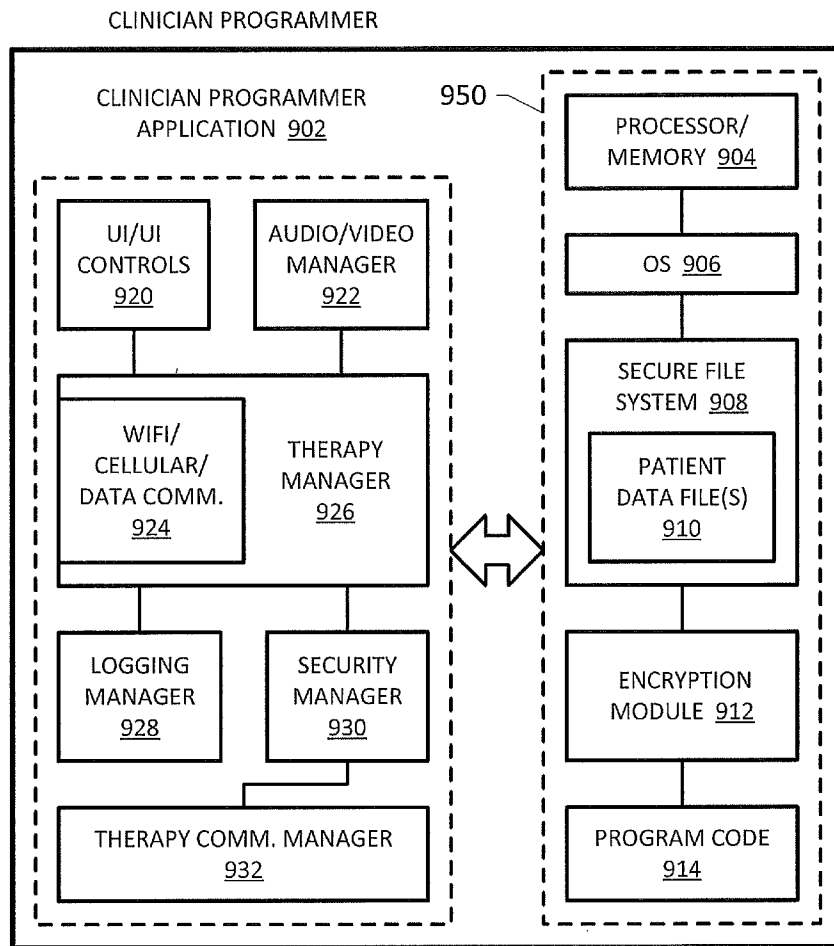 CLINICIAN PROGRAMMER
CLINICIAN PROGRAMMER
APPLICATION 902
UI/UI
CONTROLS
920
AUDIO/VIDEO
MANAGER
922
WIFI/
CELLULAR/
DATA COMM.
924
THERAPY
MANAGER
926
LOGGING
MANAGER
928
SECURITY
MANAGER
930
THERAPY COMM. MANAGER
932
950
PROCESSOR/
MEMORY 904
OS 906
SECURE FILE
SYSTEM 908
PATIENT
DATA FILE(S)
910
ENCRYPTION
MODULE 912
PROGRAM CODE
914